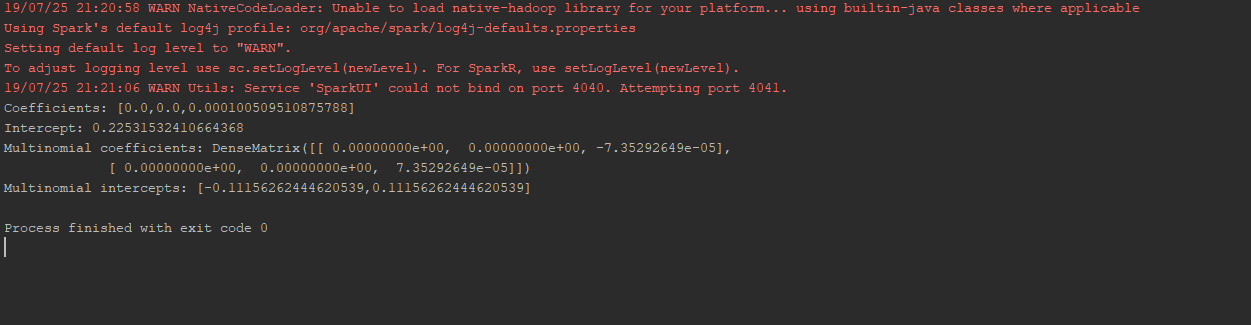 19/07/25 21:20:58 WARN NativeCodeLoader: Unable to load native-hadoop library for your platform... using builtin-java classes where applicable
Using Spark's default log4j profile: org/apache/spark/log4j-defaults.properties
Setting default log level to "WARN".
To adjust logging level use sc.setLogLevel(newLevel). For SparkR, use setLogLevel(newLevel).
19/07/25 21:21:06 WARN Utils: Service 'SparkUI' could not bind on port 4040. Attempting port 4041.
Coefficients: [0.0,0.0,0.000100509510875788]
Intercept: 0.22531532410664368
Multinomial coefficients: DenseMatrix([[ 0.00000000e+00,  0.00000000e+00, -7.35292649e-05],
             [ 0.00000000e+00,  0.00000000e+00,  7.35292649e-05]])
Multinomial intercepts: [-0.11156262444620539,0.11156262444620539]
Process finished with exit code 0